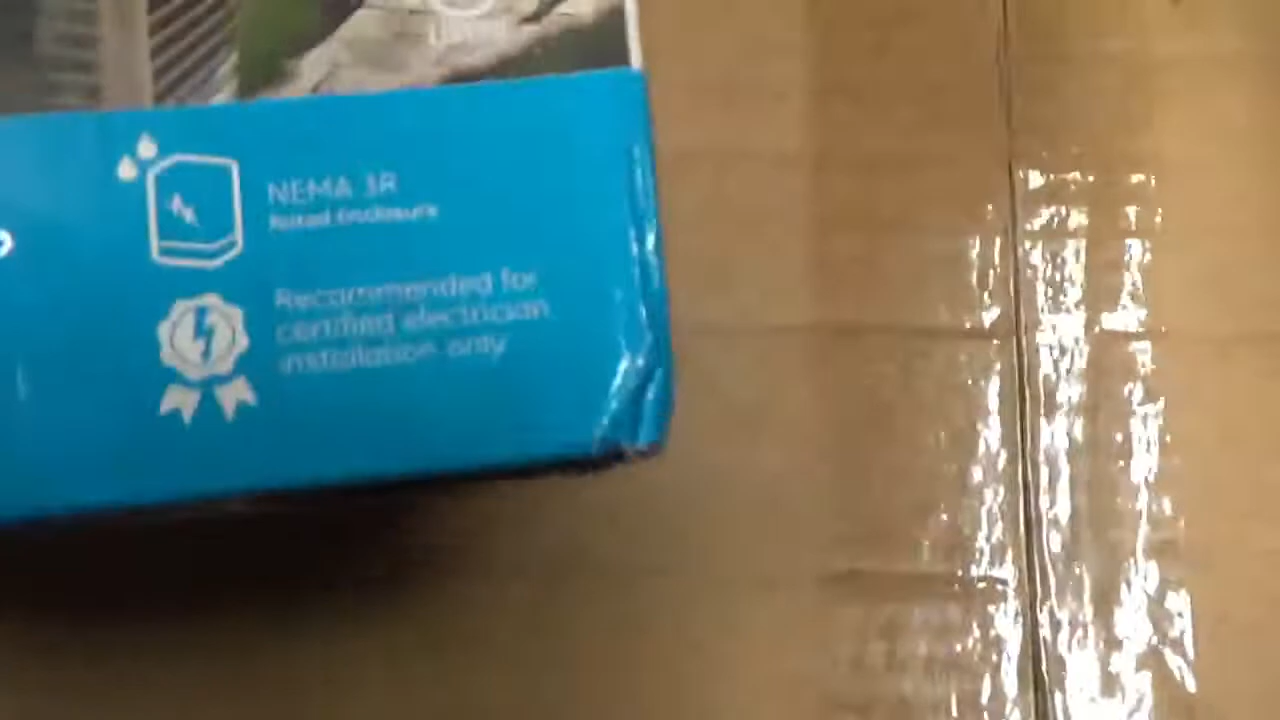 NEMA 3R
Rated enclosure
Recommended for
certified electrician
installation only